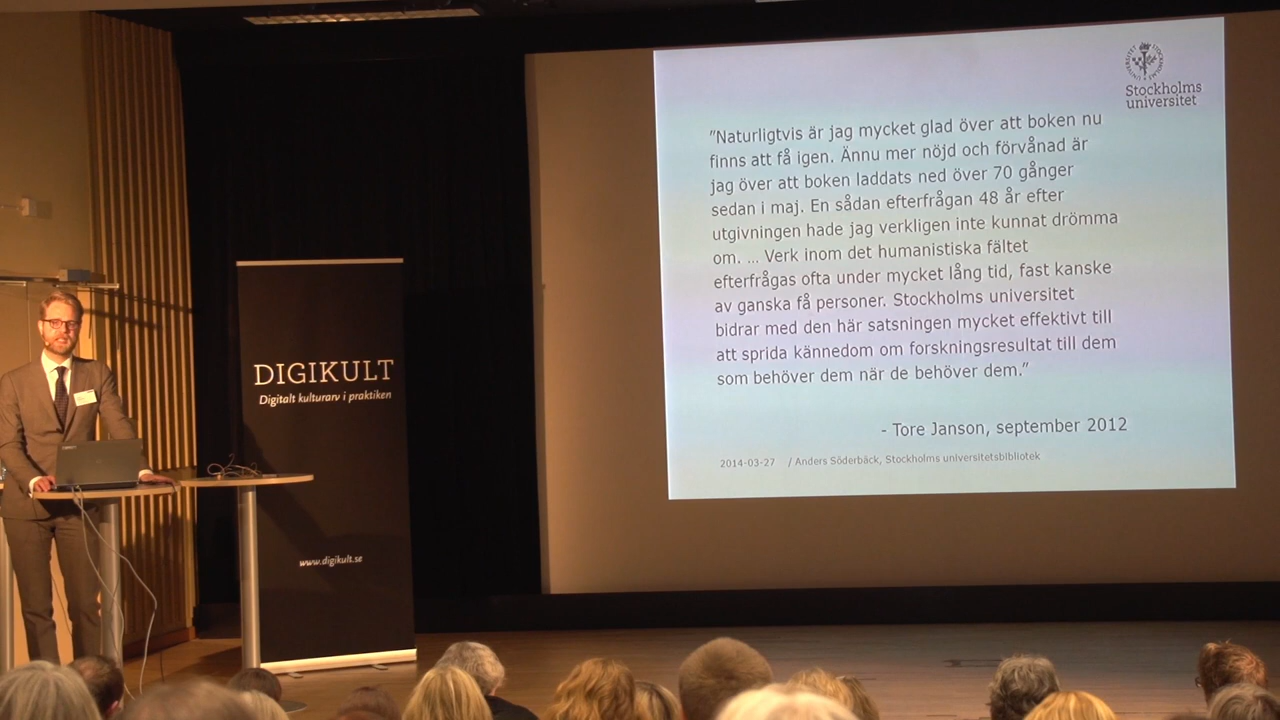 Stockholms
universitet
”Naturligtvis är jag mycket glad över att boken nu
finns att få igen. Ännu mer nöjd och förvånad är
jag över att boken laddats ned över 70 gånger
sedan i maj. En sådan efterfrågan 48 år efter
utgivningen hade jag verkligen inte kunnat drömma
om. … Verk inom det humanistiska fältet
efterfrågas ofta under mycket lång tid, fast kanske
av ganska få personer. Stockholms universitet
bidrar med den här satsningen mycket effektivt till
att sprida kännedom om forskningsresultat till dem
som behöver dem när de behöver dem.”
- Tore Janson, september 2012
2014-03-27 / Anders Söderbäck, Stockholms universitetsbibliotek
DIGIKULT
Digitalt kulturarv i praktiken
www.digikult.se